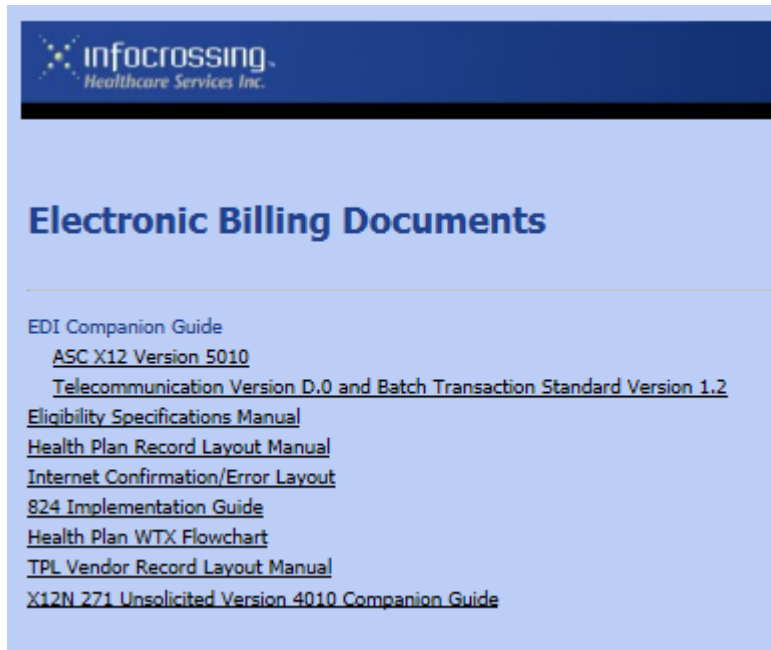 infocrossing™
Healthcare Services Inc.
Electronic Billing Documents
EDI Companion Guide
ASC X12 Version 5010
Telecommunication Version D.0 and Batch Transaction Standard Version 1.2
Eligibility Specifications Manual
Health Plan Record Layout Manual
Internet Confirmation/Error Layout
824 Implementation Guide
Health Plan WTX Flowchart
TPL Vendor Record Layout Manual
X12N 271 Unsolicited Version 4010 Companion Guide